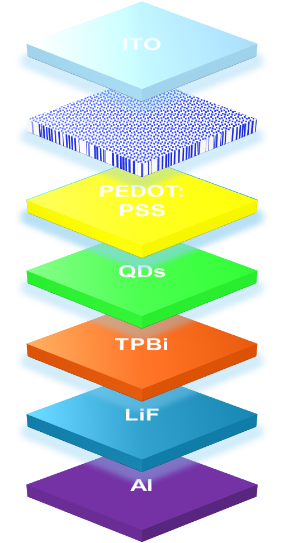 ITO
PEDOT:
PSS
QDs
TPBi
LiF
Al